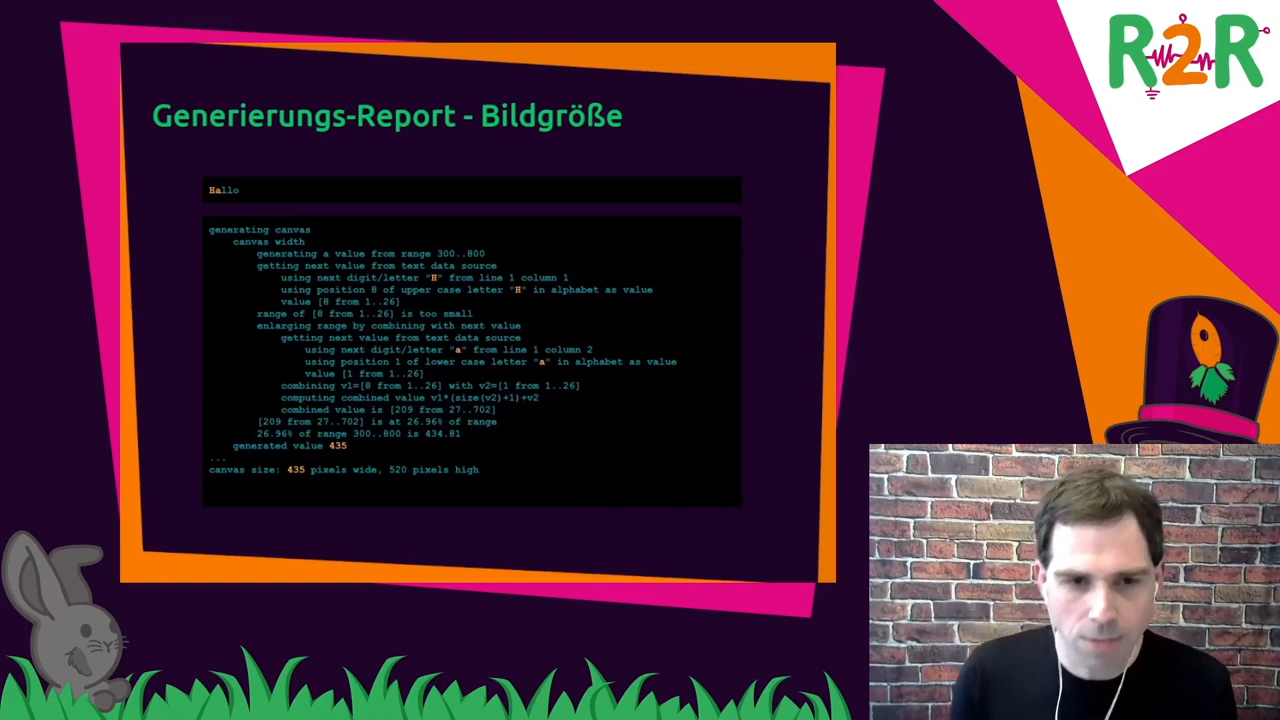 R2R
Generierungs-Report - Bildgröße
Hallo
generating canvas
canvas width
generating a value from range 300..800
getting next value from text data source
using next digit/letter "H" from line 1 column 1
using position 8 of upper case letter "H" in alphabet as value
value [8 from 1..26]
range of [8 from 1..26] is too small
enlarging range by combining with next value
getting next value from text data source
using next digit/letter "a" from line 1 column 2
using position 1 of lower case letter "a" in alphabet as value
value [1 from 1..26]
combining v1=[8 from 1..26] with v2=[1 from 1..26]
computing combined value v1*(size(v2)+1)+v2
combined value is [209 from 27..702]
[209 from 27..702] is at 26.96% of range
26.96% of range 300..800 is 434.81
generated value 435
...
canvas size: 435 pixels wide, 520 pixels high